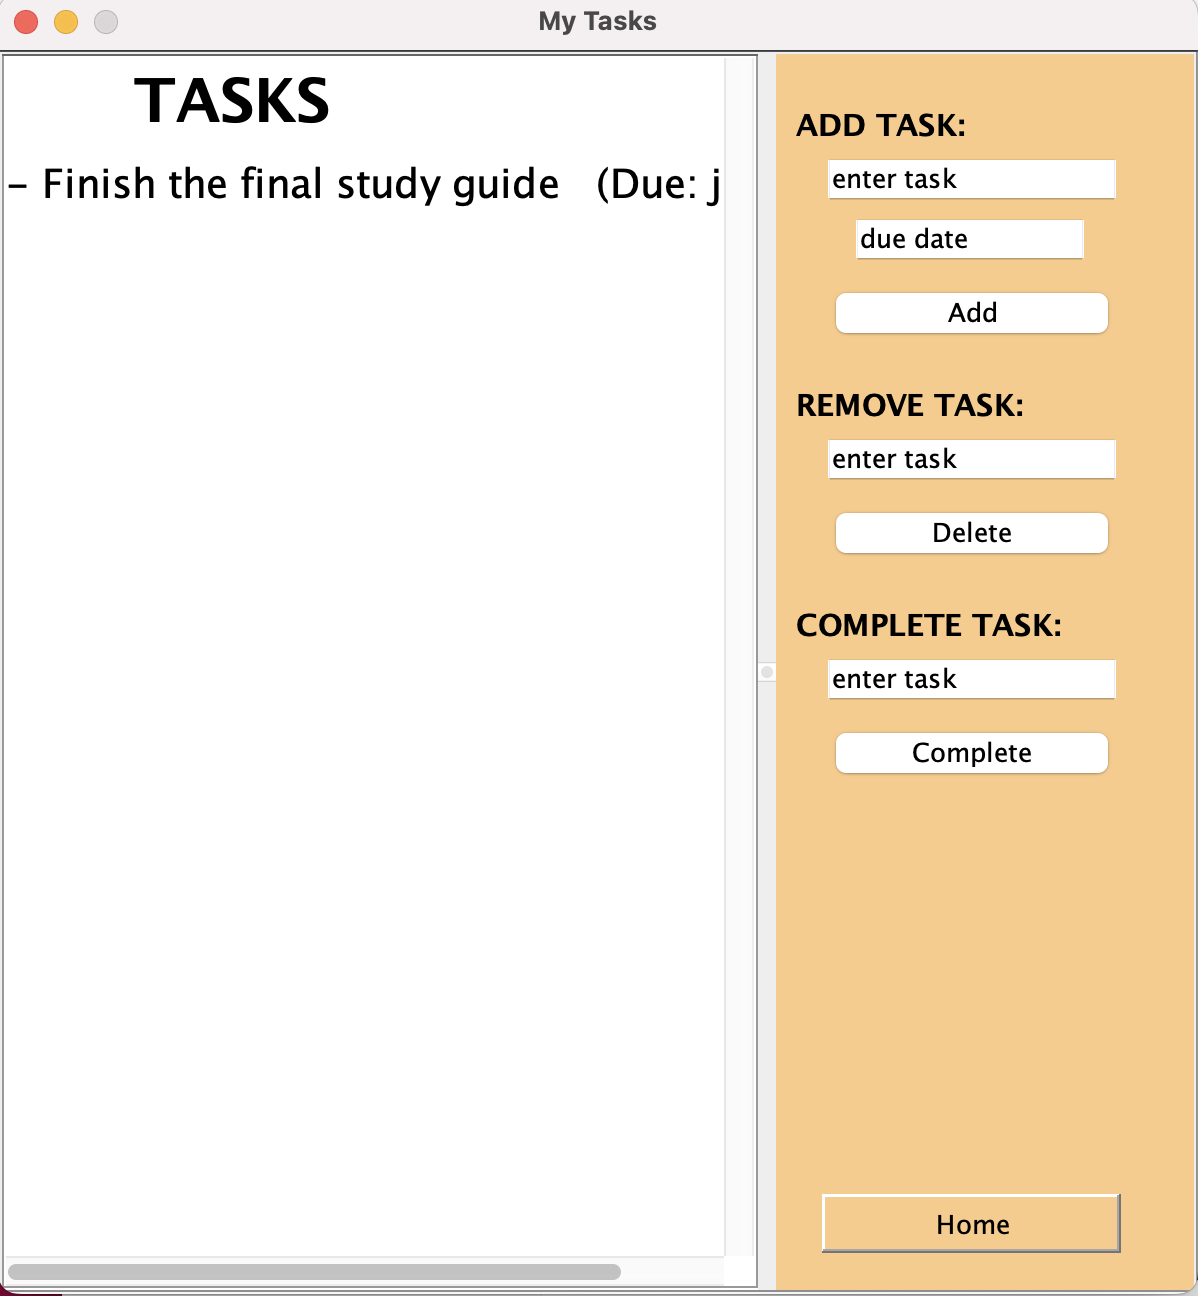 My Tasks
TASKS
- Finish the final study guide (Due: j
ADD TASK:
enter task
due date
Add
REMOVE TASK:
enter task
Delete
COMPLETE TASK:
enter task
Complete
Home